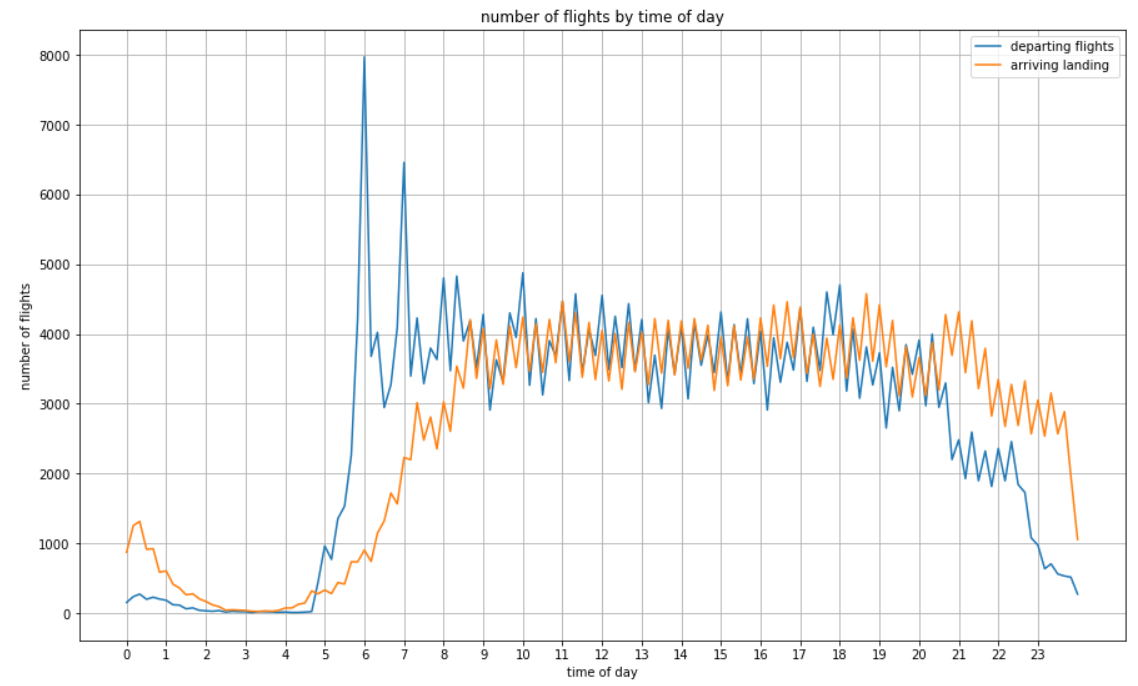 number of flights by time of day
departing flights
arriving landing
8000
7000
6000
5000
4000
3000
2000
1000
0
number of flights
0 1 2 3 4 5 6 7 8 9 10 11 12 13 14 15 16 17 18 19 20 21 22 23
time of day